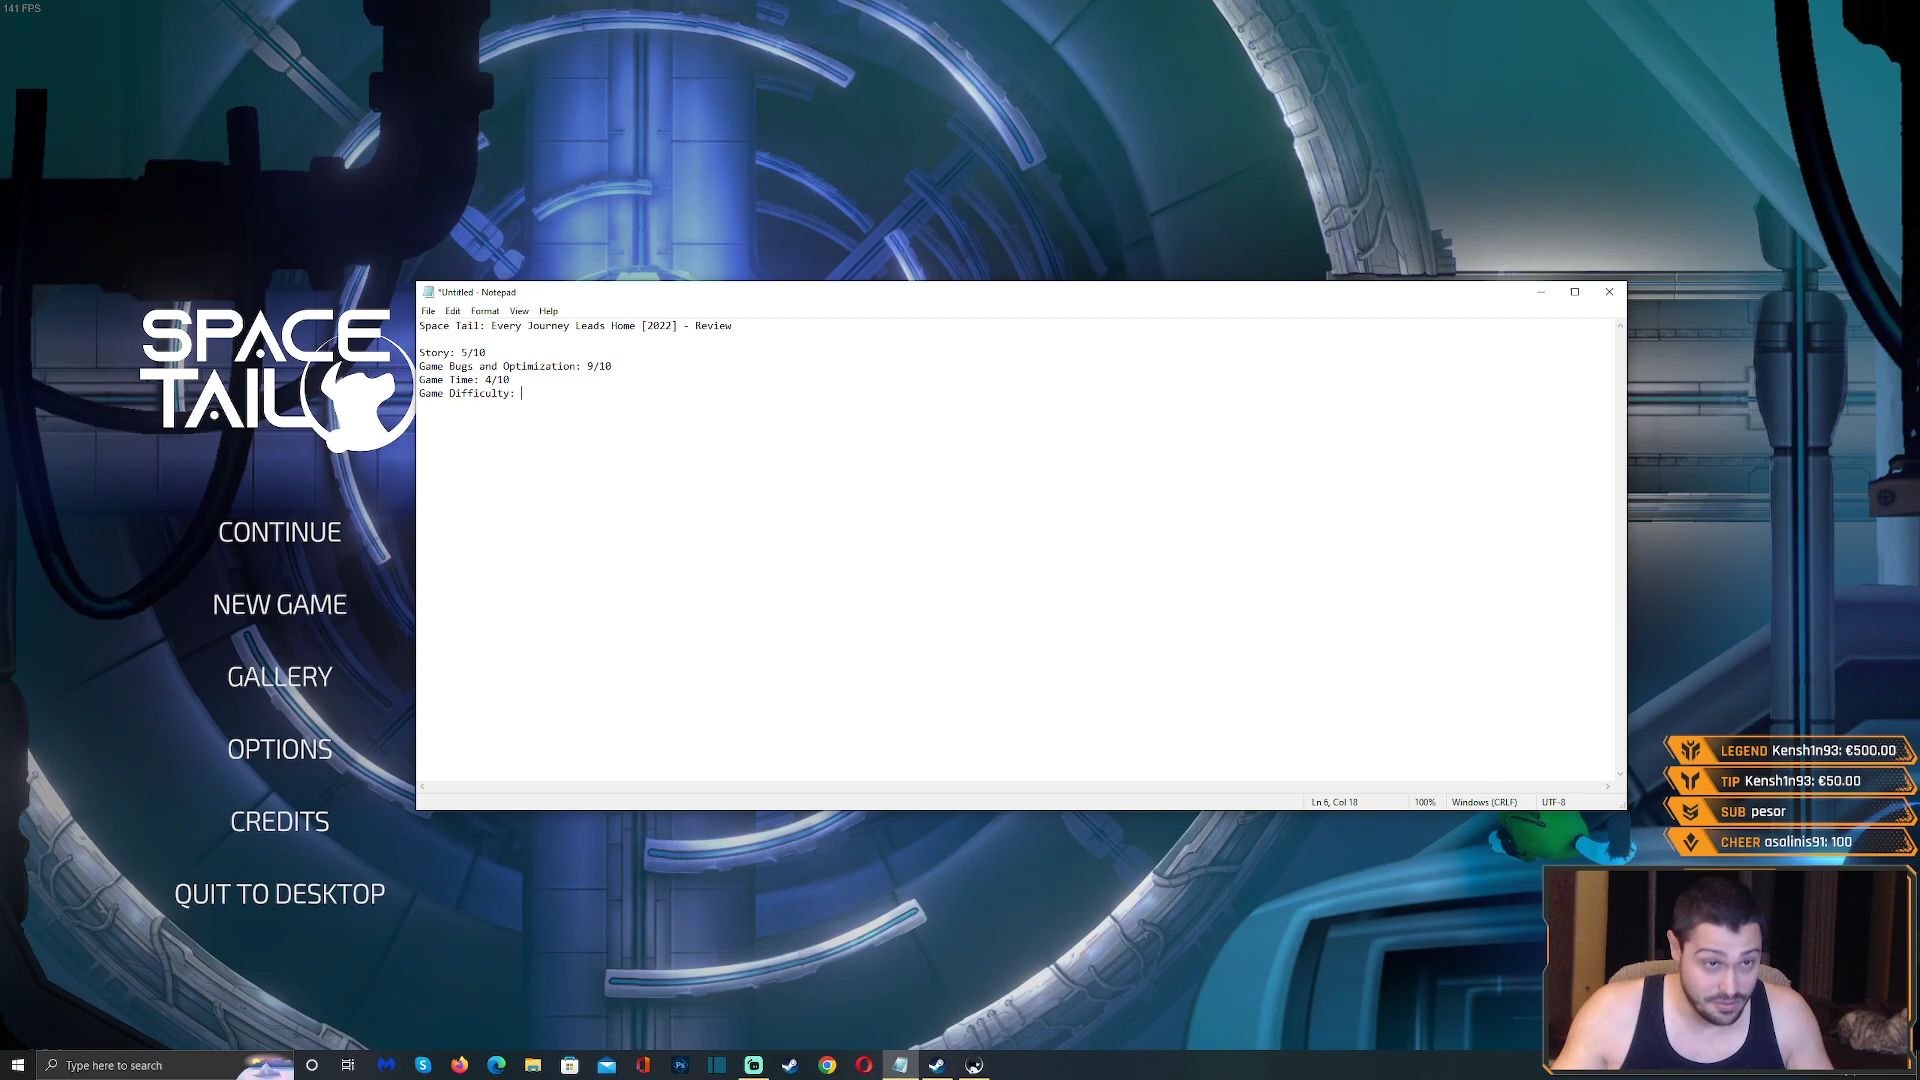 141 FPS
*Untitled - Notepad
File Edit Format View Help
Space Tail: Every Journey Leads Home [2022] - Review
Story: 5/10
Game Bugs and Optimization: 9/10
Game Time: 4/10
Game Difficulty:
SPACE
TAIL
CONTINUE
NEW GAME
GALLERY
OPTIONS
CREDITS
QUIT TO DESKTOP
Ln 6, Col 18 100% Windows (CRLF) UTF-8
LEGEND Kensh1n93: €500.00
TIP Kensh1n93: €50.00
SUB pesor
CHEER asalinis91: 100
Type here to search
S
Ps